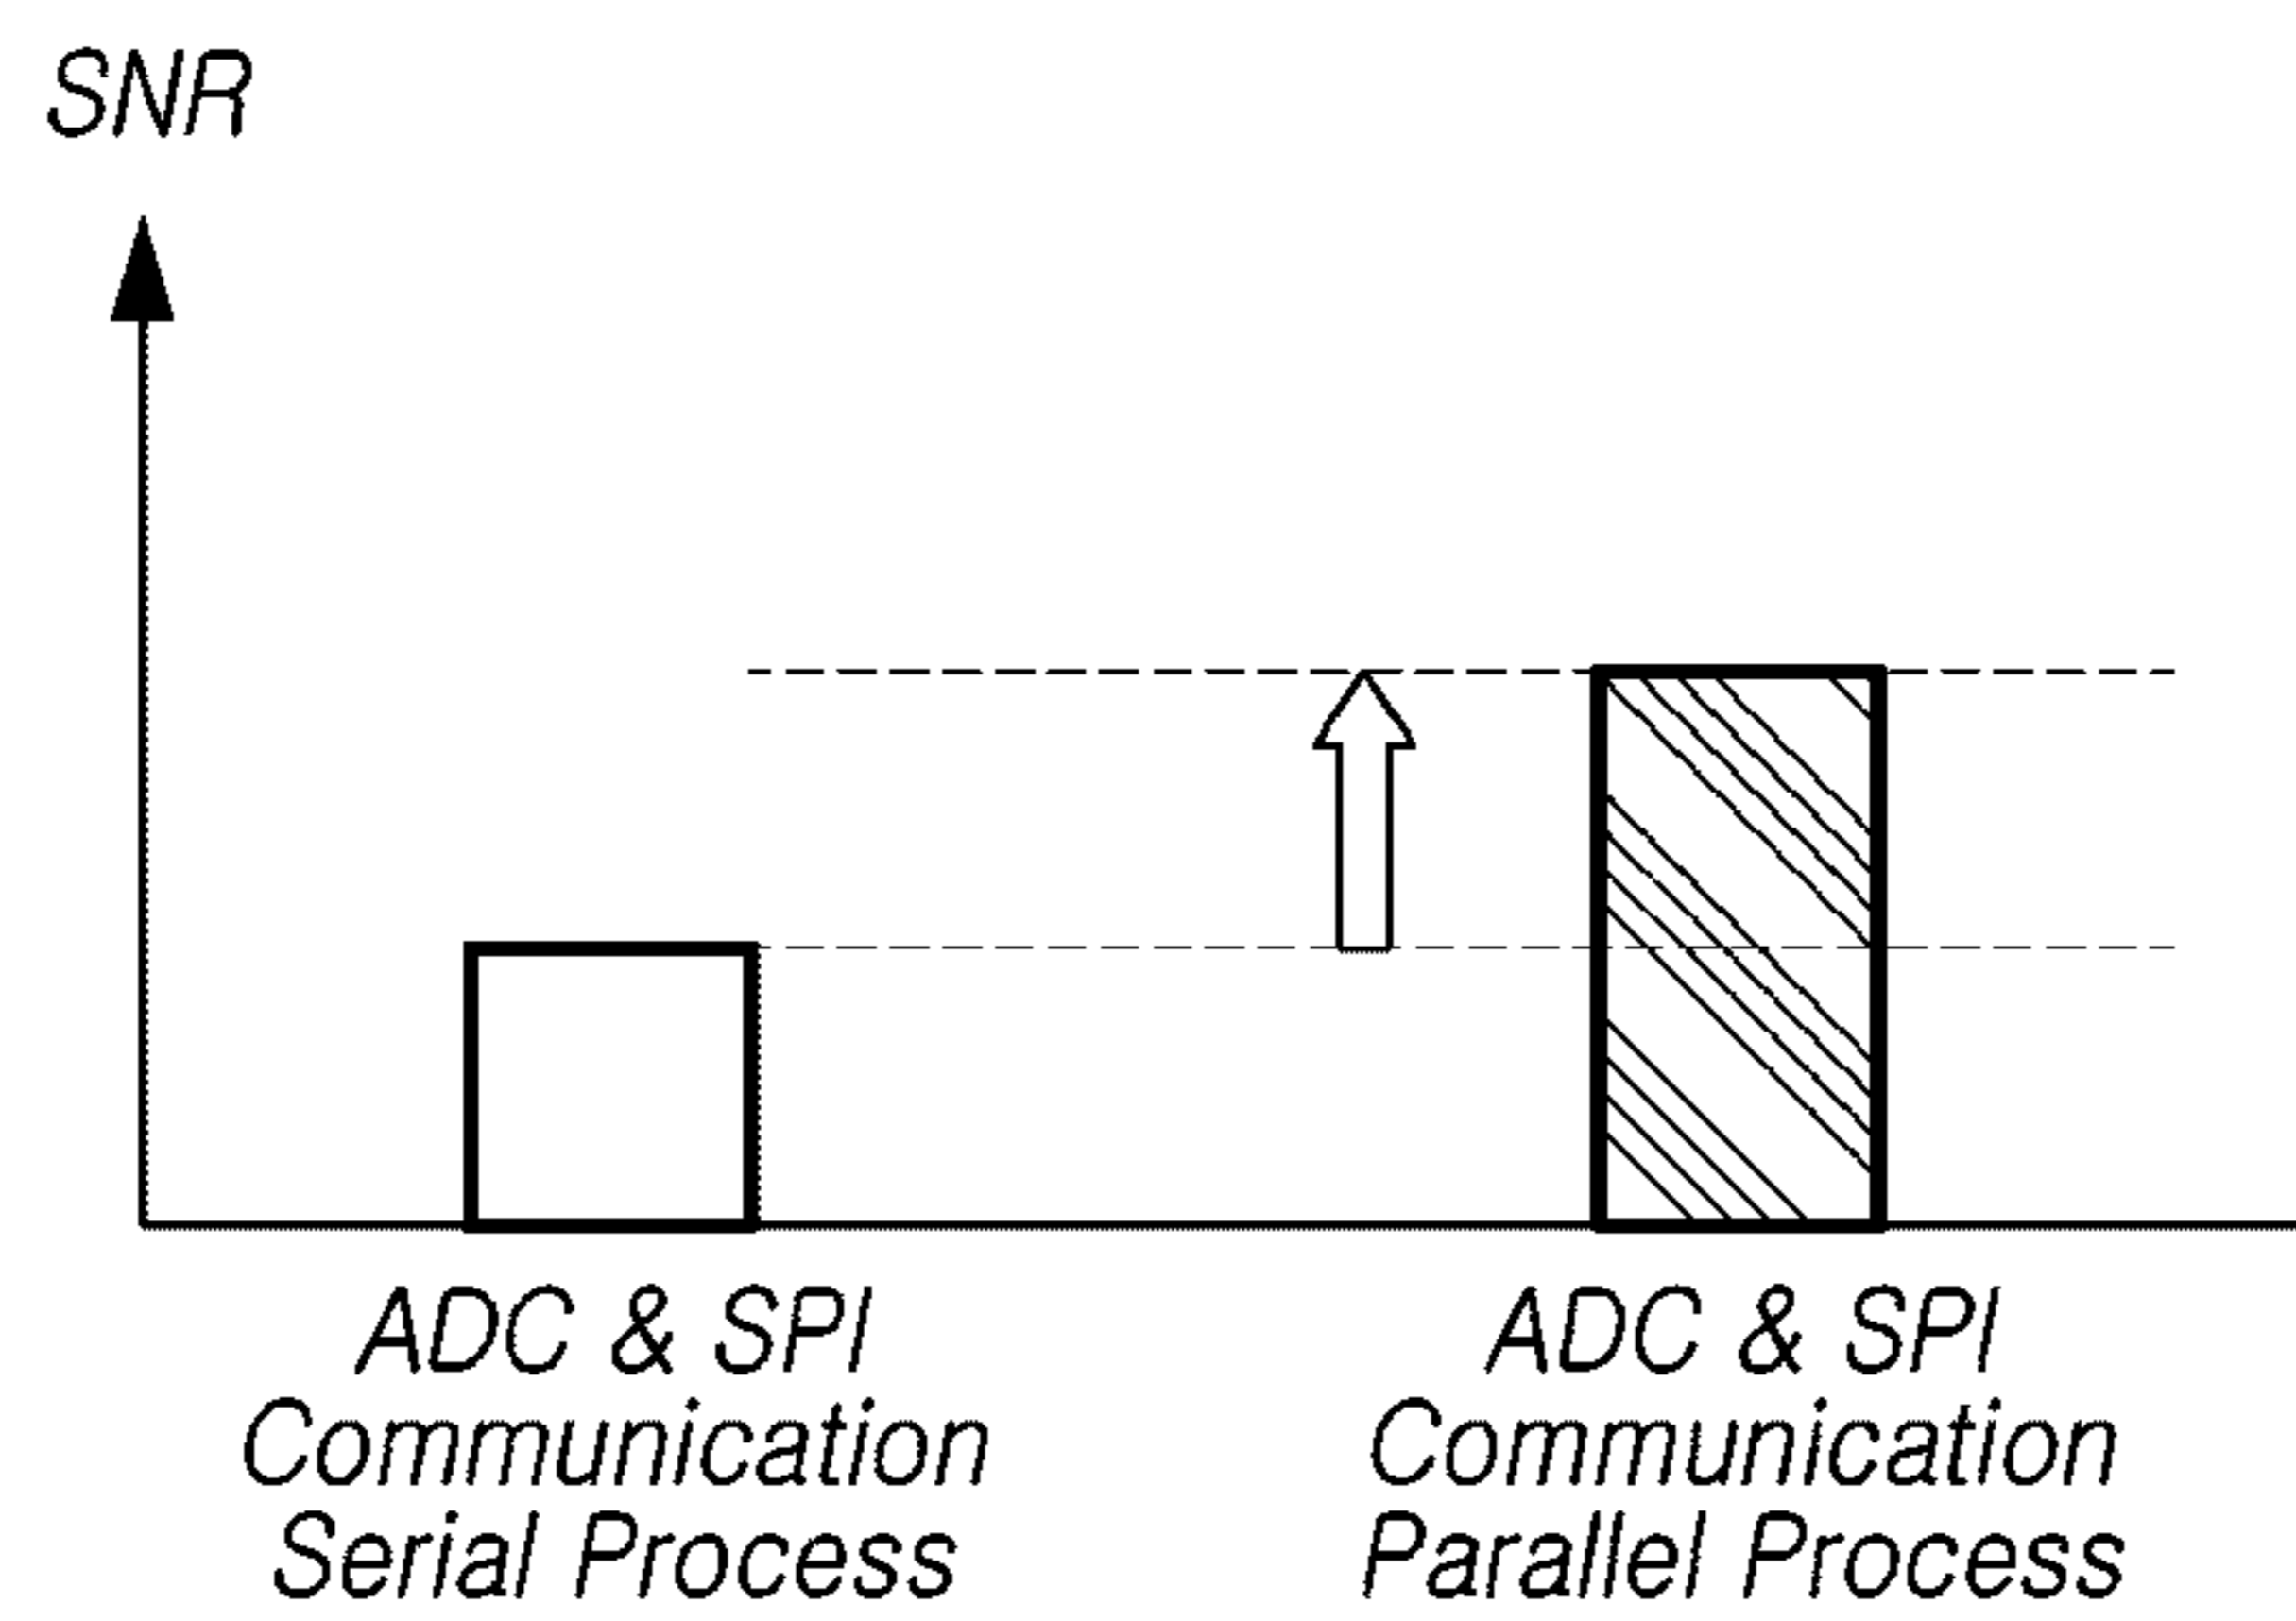 SNR
ADC & SPI
Communication
Serial Process
ADC & SPI
Communication
Parallel Process